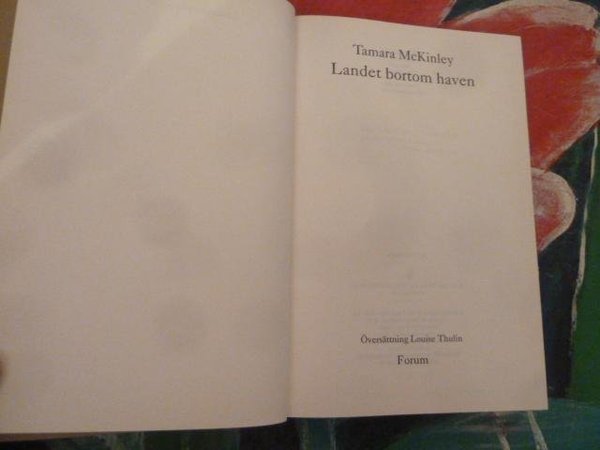 Tamara McKinley
Landet bortom haven
Översättning Louise Thulin
Forum